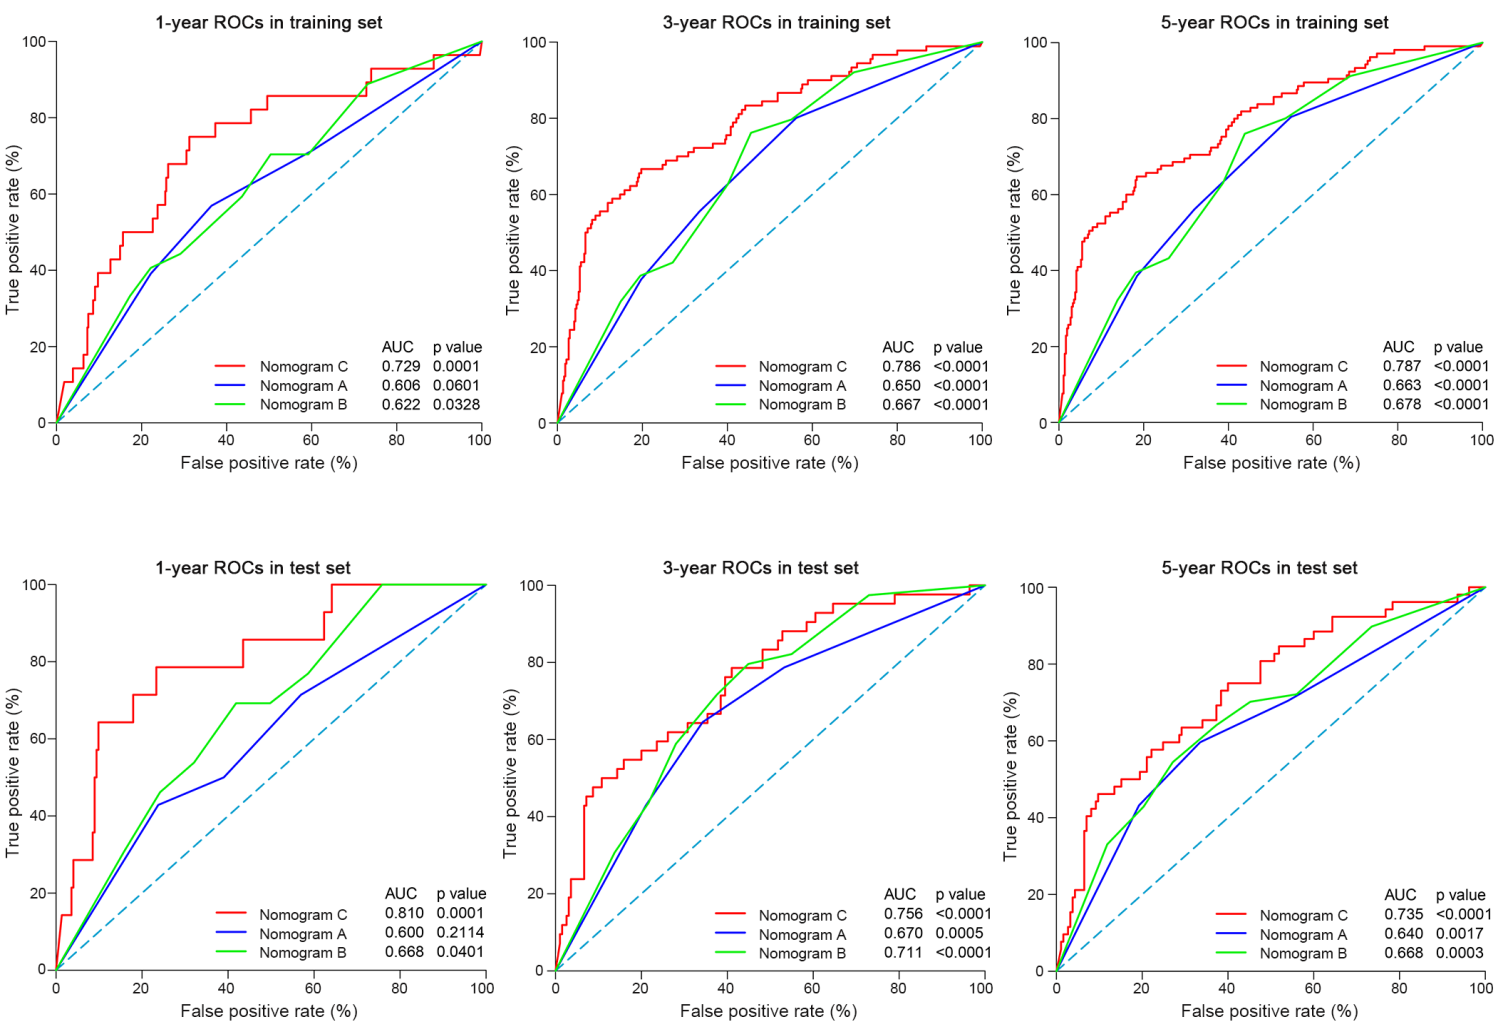 1-year ROCs in training set
True positive rate (%)
100
80
60
40
20
0
AUC p value
Nomogram C 0.729 0.0001
Nomogram A 0.606 0.0601
Nomogram B 0.622 0.0328
0 20 40 60 80 100
False positive rate (%)
3-year ROCs in training set
True positive rate (%)
100
80
60
40
20
0
AUC p value
Nomogram C 0.786 <0.0001
Nomogram A 0.650 <0.0001
Nomogram B 0.667 <0.0001
0 20 40 60 80 100
False positive rate (%)
5-year ROCs in training set
True positive rate (%)
100
80
60
40
20
0
AUC p value
Nomogram C 0.787 <0.0001
Nomogram A 0.663 <0.0001
Nomogram B 0.678 <0.0001
0 20 40 60 80 100
False positive rate (%)
1-year ROCs in test set
True positive rate (%)
100
80
60
40
20
0
AUC p value
Nomogram C 0.810 0.0001
Nomogram A 0.600 0.2114
Nomogram B 0.668 0.0401
0 20 40 60 80 100
False positive rate (%)
3-year ROCs in test set
True positive rate (%)
100
80
60
40
20
0
AUC p value
Nomogram C 0.756 <0.0001
Nomogram A 0.670 0.0005
Nomogram B 0.711 <0.0001
0 20 40 60 80 100
False positive rate (%)
5-year ROCs in test set
True positive rate (%)
100
80
60
40
20
0
AUC p value
Nomogram C 0.735 <0.0001
Nomogram A 0.640 0.0017
Nomogram B 0.668 0.0003
0 20 40 60 80 100
False positive rate (%)